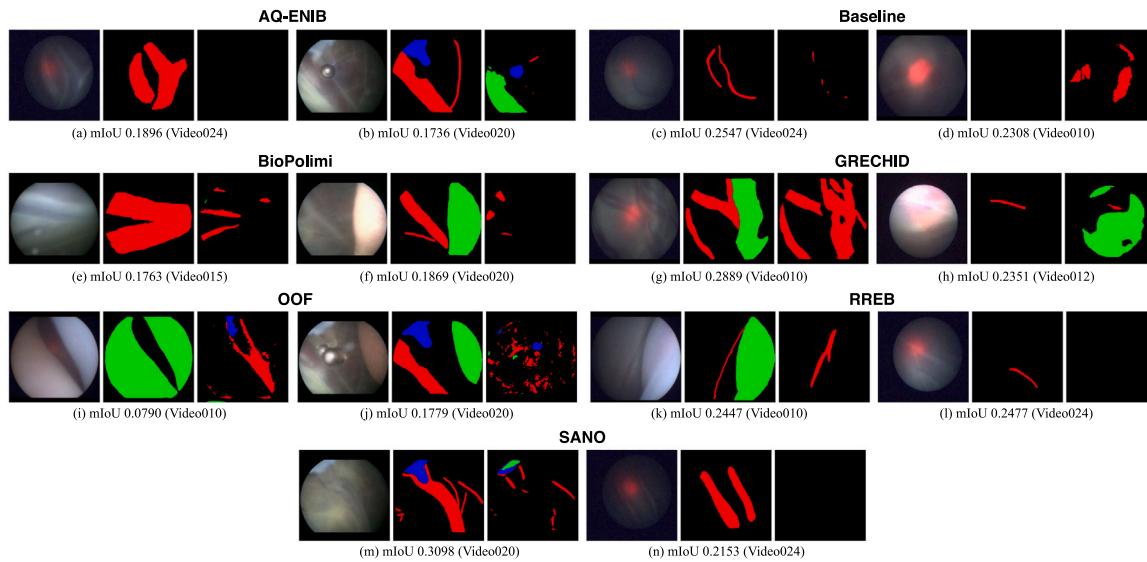 AQ-ENIB
Baseline
(a) mIoU 0.1896 (Video024)
(b) mIoU 0.1736 (Video020)
(c) mIoU 0.2547 (Video024)
(d) mIoU 0.2308 (Video010)
BioPolimi
GRECHID
(e) mIoU 0.1763 (Video015)
(f) mIoU 0.1869 (Video020)
(g) mIoU 0.2889 (Video010)
(h) mIoU 0.2351 (Video012)
OOF
RREB
(i) mIoU 0.0790 (Video010)
(j) mIoU 0.1779 (Video020)
(k) mIoU 0.2447 (Video010)
(l) mIoU 0.2477 (Video024)
SANO
(m) mIoU 0.3098 (Video020)
(n) mIoU 0.2153 (Video024)